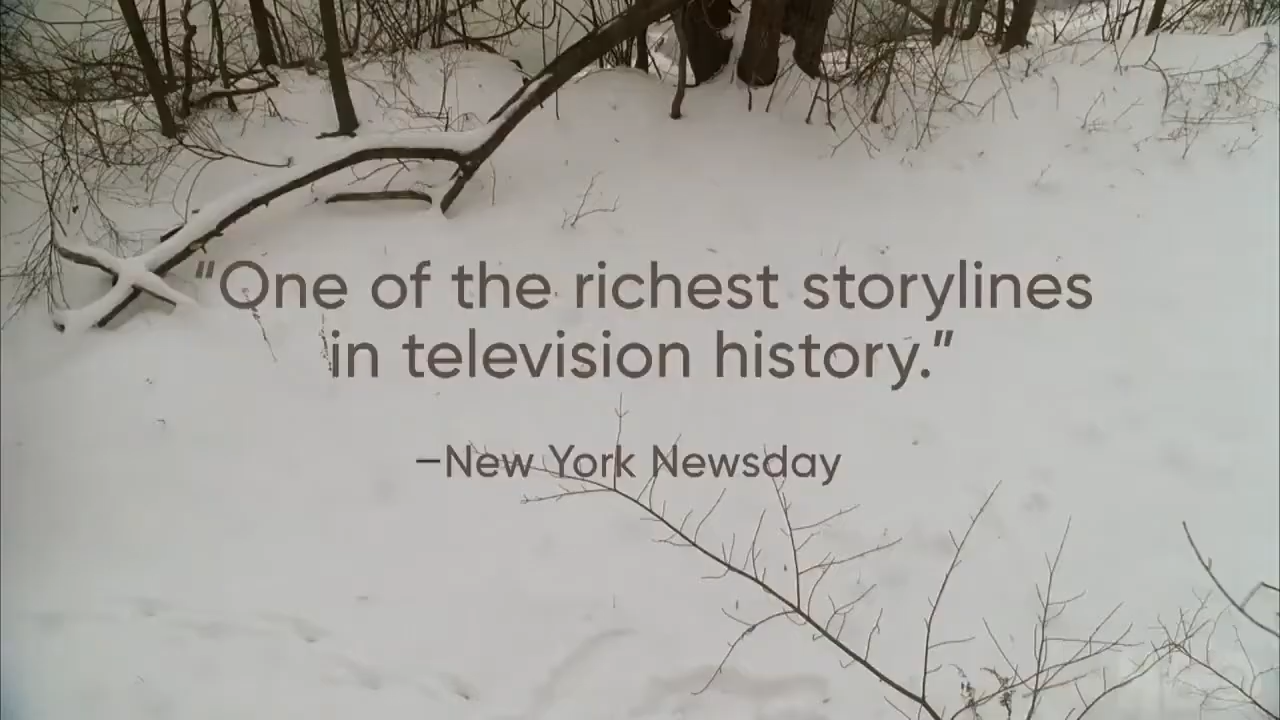 “One of the richest storylines
in television history.”
–New York Newsday